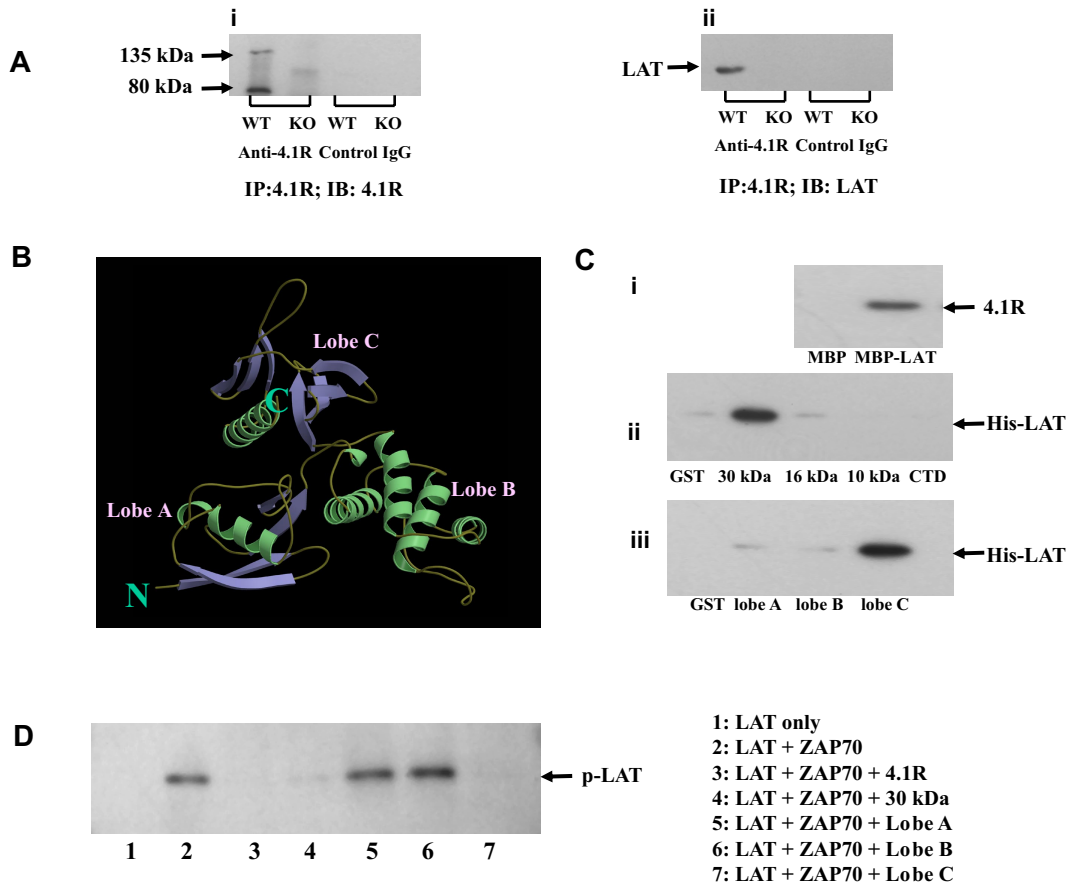 A
i
135 kDa
80 kDa
WT KO WT KO
Anti-4.1R Control IgG
IP:4.1R; IB: 4.1R
ii
LAT
WT KO WT KO
Anti-4.1R Control IgG
IP:4.1R; IB: LAT
B
Lobe C
C
Lobe A
Lobe B
N
C
i
4.1R
MBP MBP-LAT
ii
His-LAT
GST 30 kDa 16 kDa 10 kDa CTD
iii
His-LAT
GST lobe A lobe B lobe C
D
p-LAT
1 2 3 4 5 6 7
1: LAT only
2: LAT + ZAP70
3: LAT + ZAP70 + 4.1R
4: LAT + ZAP70 + 30 kDa
5: LAT + ZAP70 + Lobe A
6: LAT + ZAP70 + Lobe B
7: LAT + ZAP70 + Lobe C